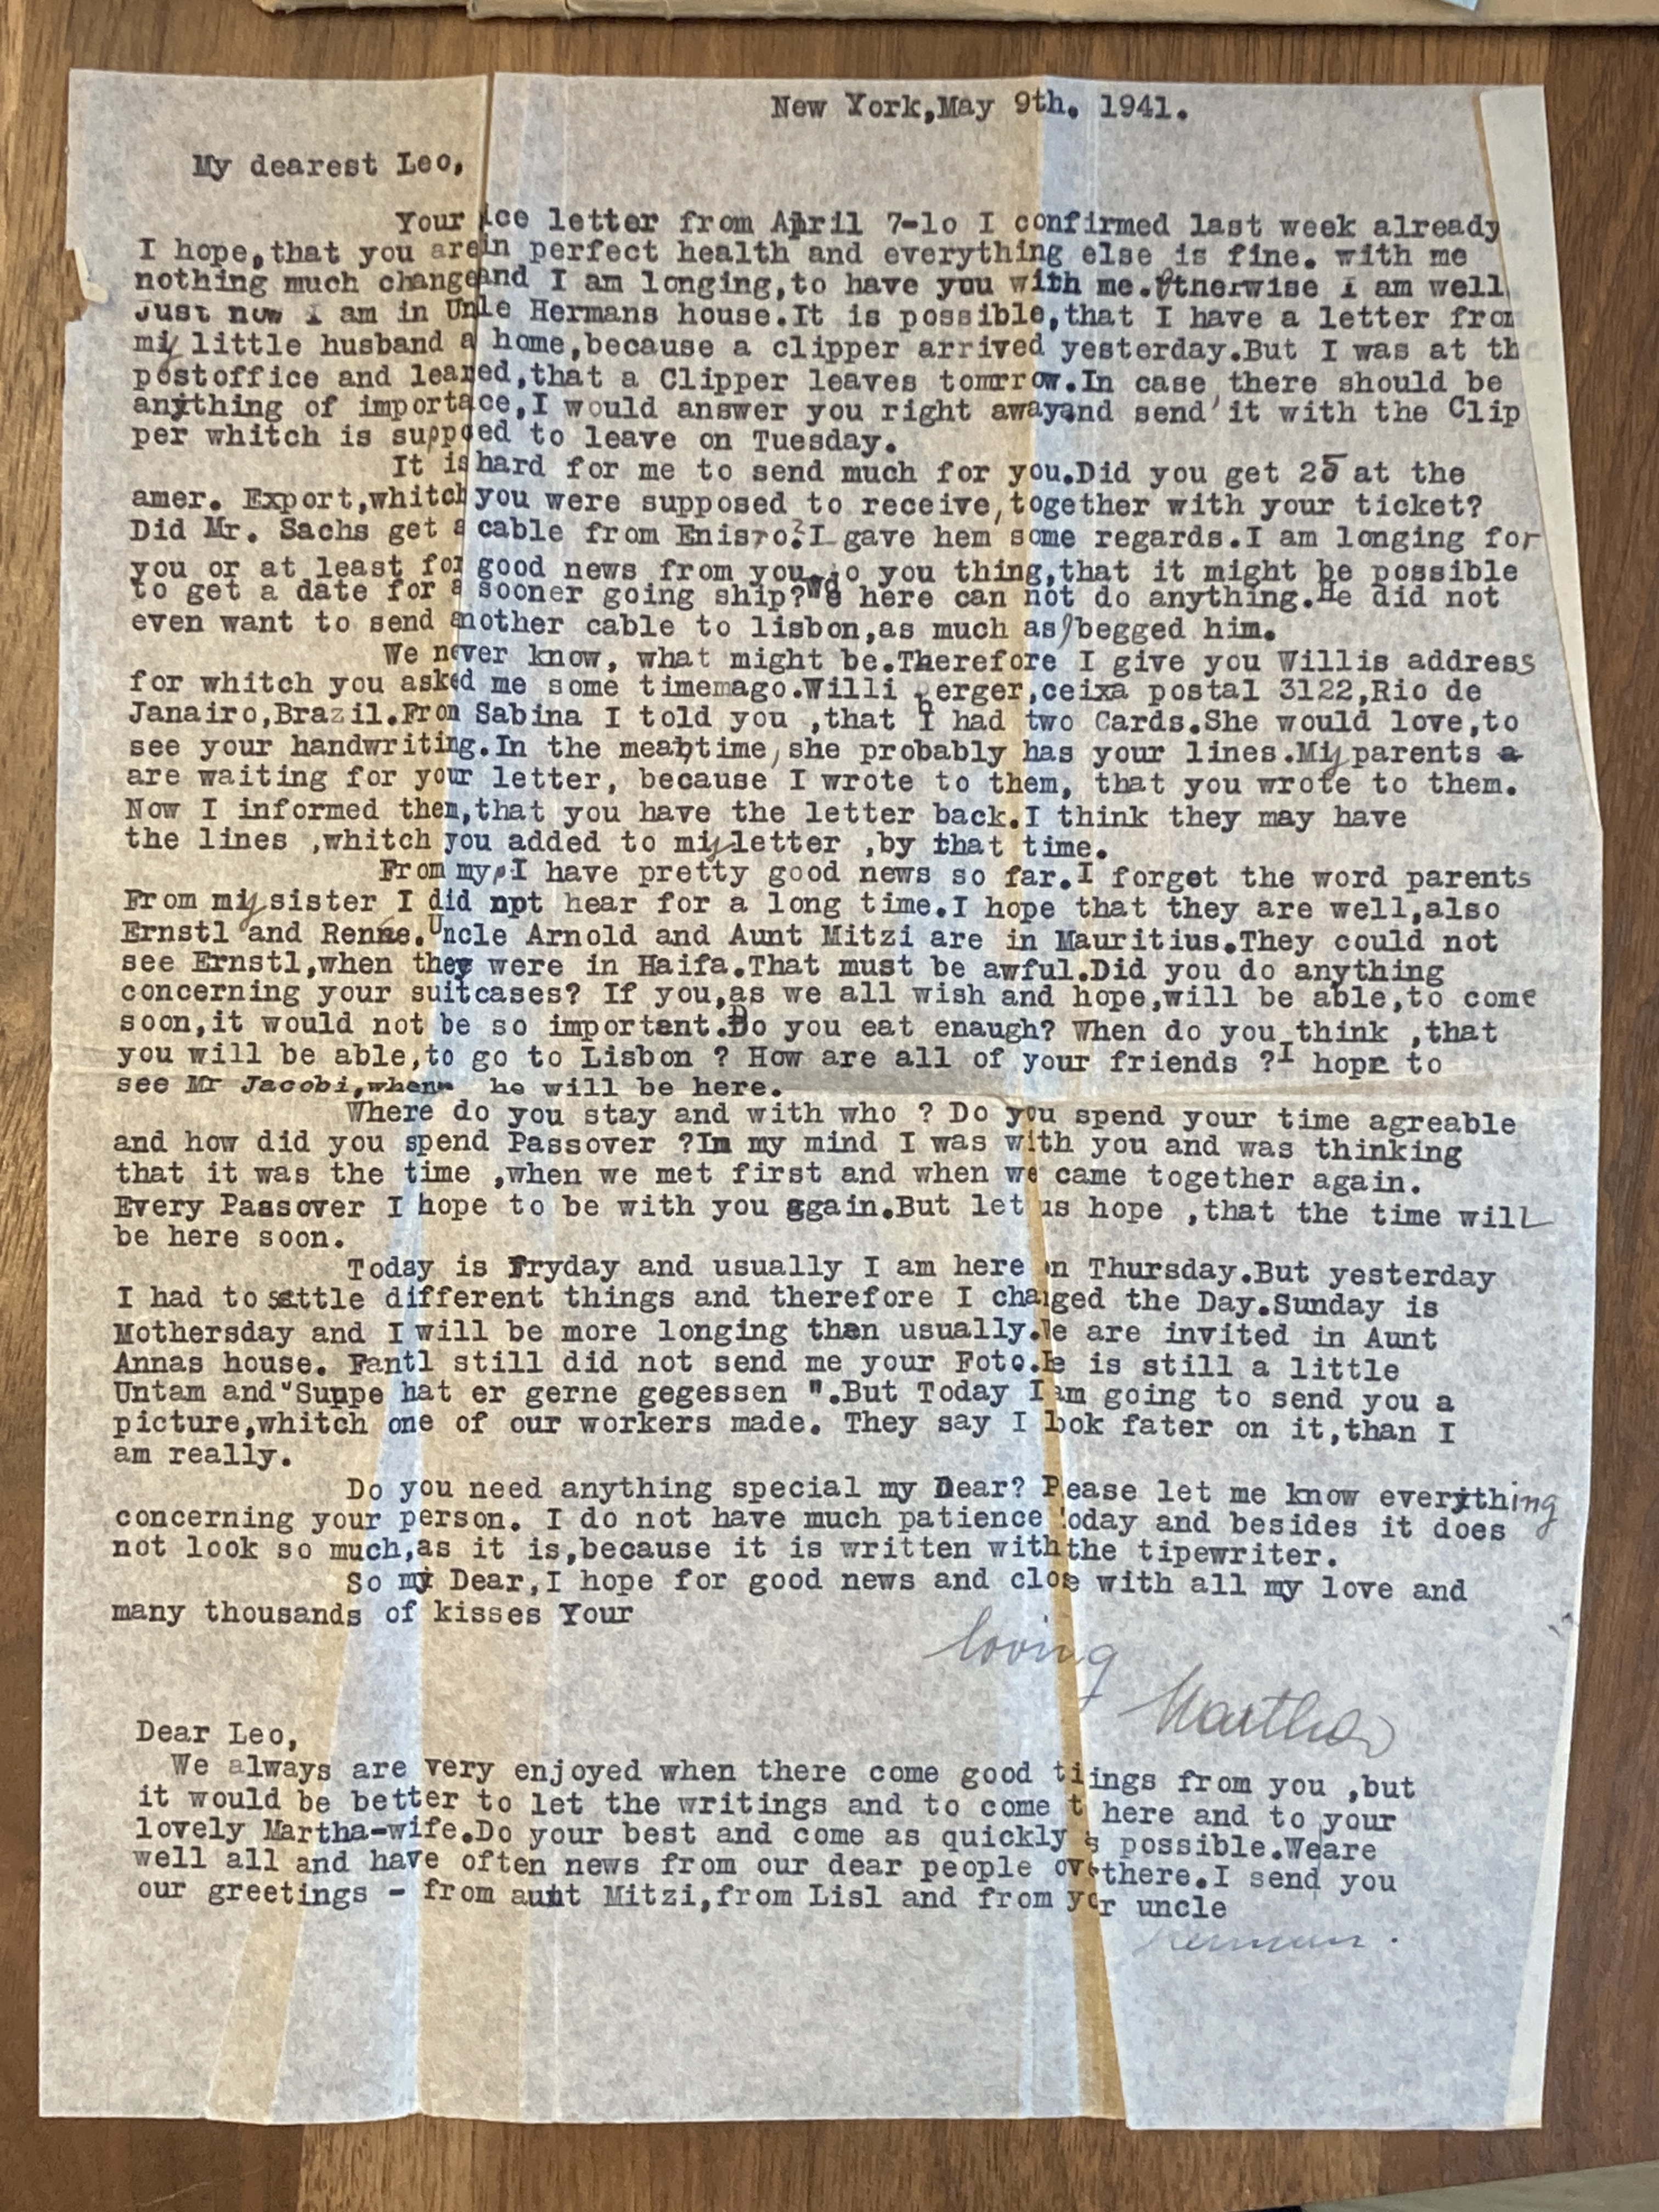 New York,May 9th. 1941.
My dearest Leo,
Your ice letter from April 7-lo I confirmed last week already
I hope,that you are in perfect health and everything else is fine. with me
nothing much change and I am longing,to have you with me.Otnerwise i am well
Just now I am in Unle Hermans house.It is possible,that I have a letter from
my little husband a home,because a clipper arrived yesterday.But I was at the
postoffice and leared,that a Clipper leaves tomrrow.In case there should be
anything of importace,I would answer you right away and send it with the Clip
per whitch is suppoed to leave on Tuesday.
It is hard for me to send much for you.Did you get 25 at the
amer. Export,whitch you were supposed to receive,together with your ticket?
Did Mr. Sachs get a cable from Enisro?I gave hem some regards.I am longing for
you or at least for good news from you. Do you thing,that it might be possible
to get a date for a sooner going ship?We here can not do anything.He did not
even want to send another cable to lisbon,as much as I begged him.
We never know, what might be.Therefore I give you Willis address
for whitch you asked me some timemago.Willi Berger,ceixa postal 3122,Rio de
Janairo,Brazil.From Sabina I told you ,that I had two Cards.She would love,to
see your handwriting.In the meahtime,she probably has your lines.My parents a
are waiting for your letter, because I wrote to them, that you wrote to them.
Now I informed them,that you have the letter back.I think they may have
the lines ,whitch you added to my letter ,by that time.
From my I have pretty good news so far.I forget the word parents
From my sister I did npt hear for a long time.I hope that they are well,also
Ernstl and Renée.Uncle Arnold and Aunt Mitzi are in Mauritius.They could not
see Ernstl,when they were in Haifa.That must be awful.Did you do anything
concerning your suitcases? If you,as we all wish and hope,will be able,to come
soon,it would not be so important.Do you eat enaugh? When do you think ,that
you will be able,to go to Lisbon ? How are all of your friends ?I hope to
see Mr Jacobi,when he will be here.
Where do you stay and with who ? Do you spend your time agreable
and how did you spend Passover ?In my mind I was with you and was thinking
that it was the time ,when we met first and when we came together again.
Every Passover I hope to be with you ggain.But let us hope ,that the time will
be here soon.
Today is Fryday and usually I am here on Thursday.But yesterday
I had to settle different things and therefore I chaged the Day.Sunday is
Mothersday and I will be more longing then usually.We are invited in Aunt
Annas house. Fantl still did not send me your Foto.He is still a little
Untam and"Suppe hat er gerne gegessen ".But Today I am going to send you a
picture,whitch one of our workers made. They say I look fater on it,than I
am really.
Do you need anything special my Dear? Pease let me know everything
concerning your person. I do not have much patience today and besides it does
not look so much,as it is,because it is written with the tipewriter.
So my Dear,I hope for good news and close with all my love and
many thousands of kisses Your
loving
Martha
Dear Leo,
We always are very enjoyed when there come good tiings from you ,but
it would be better to let the writings and to come t here and to your
lovely Martha-wife.Do your best and come as quickly as possible.We are
well all and have often news from our dear people over there.I send you
our greetings - from aunt Mitzi,from Lisl and from your uncle
Herman.